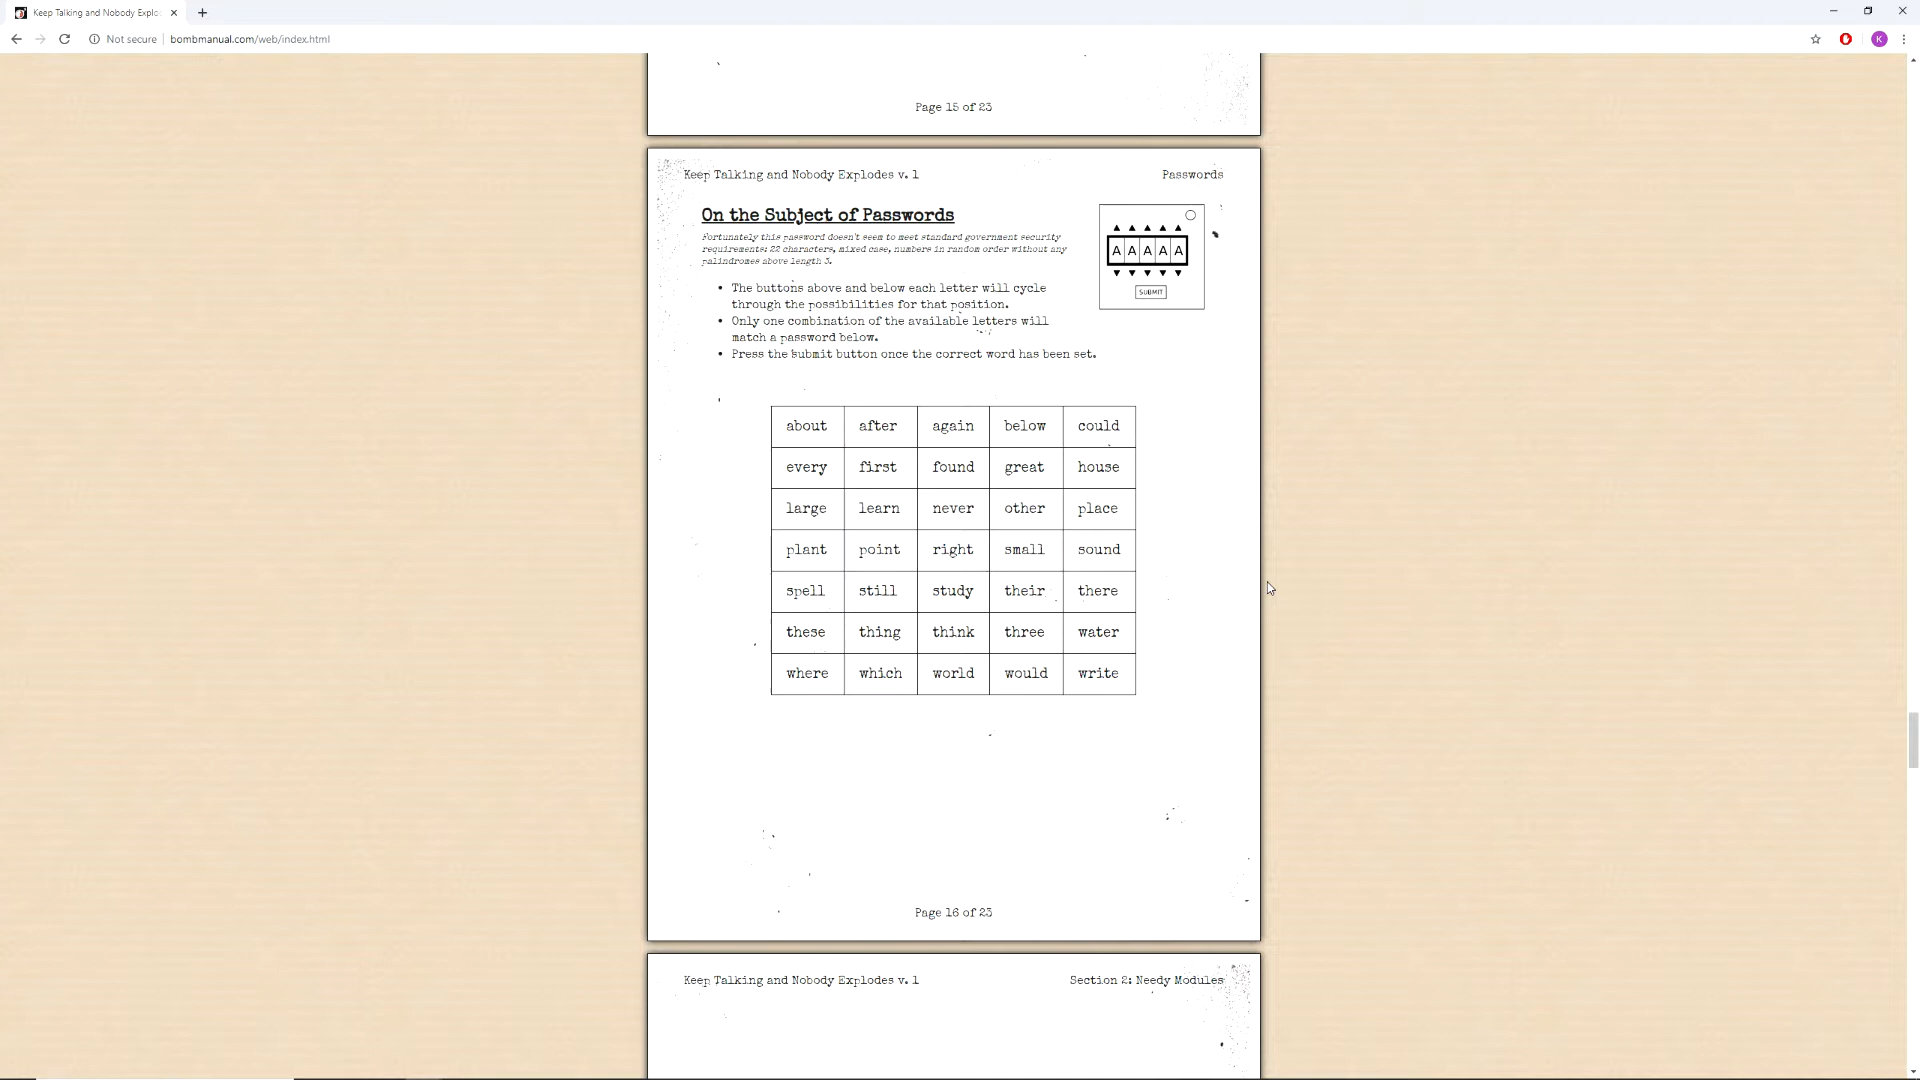 Keep Talking and Nobody Explo
Not secure
bombmanual.com/web/index.html
K
Page 15 of 23
Keep Talking and Nobody Explodes v. 1
Passwords
On the Subject of Passwords
Fortunately this password doesn't seem to meet standard government security
requirements: 22 characters, mixed case, numbers in random order without any
palindromes above length 3.
• The buttons above and below each letter will cycle
through the possibilities for that position.
• Only one combination of the available letters will
match a password below.
• Press the submit button once the correct word has been set.
A A A A A
SUBMIT
about after again below could
every first found great house
large learn never other place
plant point right small sound
spell still study their there
these thing think three water
where which world would write
Page 16 of 23
Keep Talking and Nobody Explodes v. 1
Section 2: Needy Modules